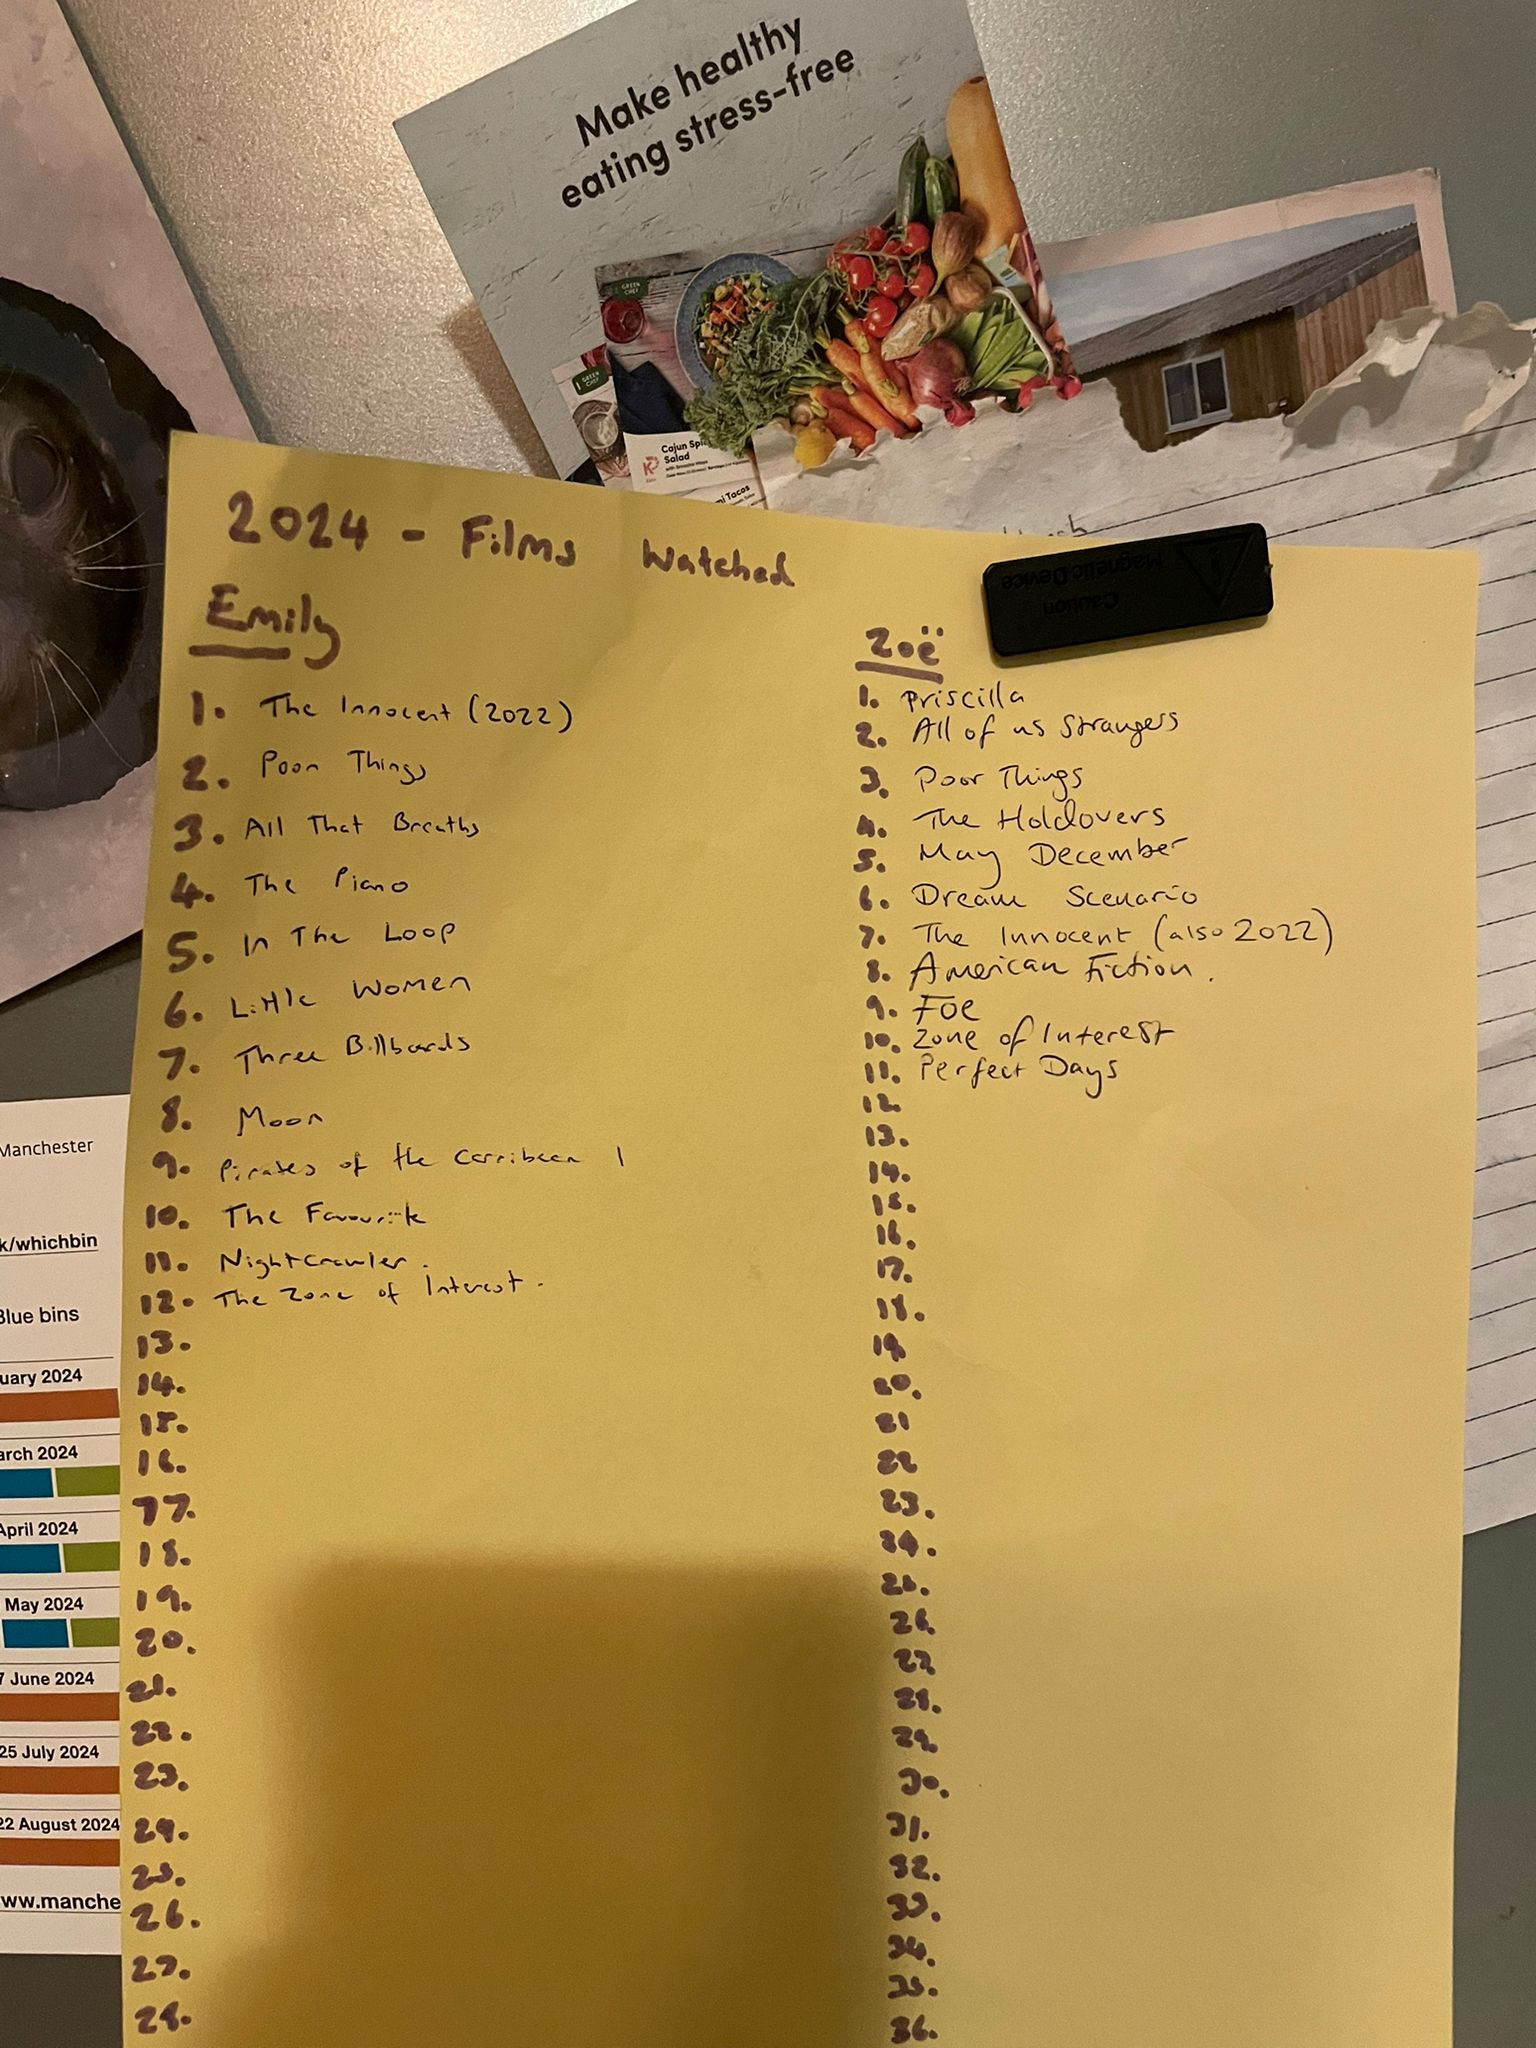 Make healthy
eating stress-free
GREEN
CHEF
GREEN
CHEF
Cajun
Salad
Tacos
Caution
Magnetic Device
2024 - Films Watched
Emily
1. The Innocent (2022)
2. Poor Things
3. All That Breaths
4. The Piano
5. In The Loop
6. Little Women
7. Three Billboards
8. Moon
9. Pirates of the Carribean 1
10. The Favourite
11. Nightcrawler.
12. The Zone of Interest.
13.
14.
15.
16.
17.
18.
19.
20.
21.
22.
23.
24.
25.
26.
27.
28.
Zoë
1. Priscilla
2. All of us Strangers
3. Poor Things
4. The Holdovers
5. May December
6. Dream Scenario
7. The Innocent (also 2022)
8. American Fiction.
9. Foe
10. Zone of Interest
11. Perfect Days
12.
13.
14.
15.
16.
17.
18.
19.
20.
21
22
23.
24.
25.
26.
27.
28.
29.
30.
31.
32.
33.
34.
35.
36.
Manchester
k/whichbin
Blue bins
uary 2024
arch 2024
April 2024
May 2024
7 June 2024
25 July 2024
22 August 2024
ww.manche